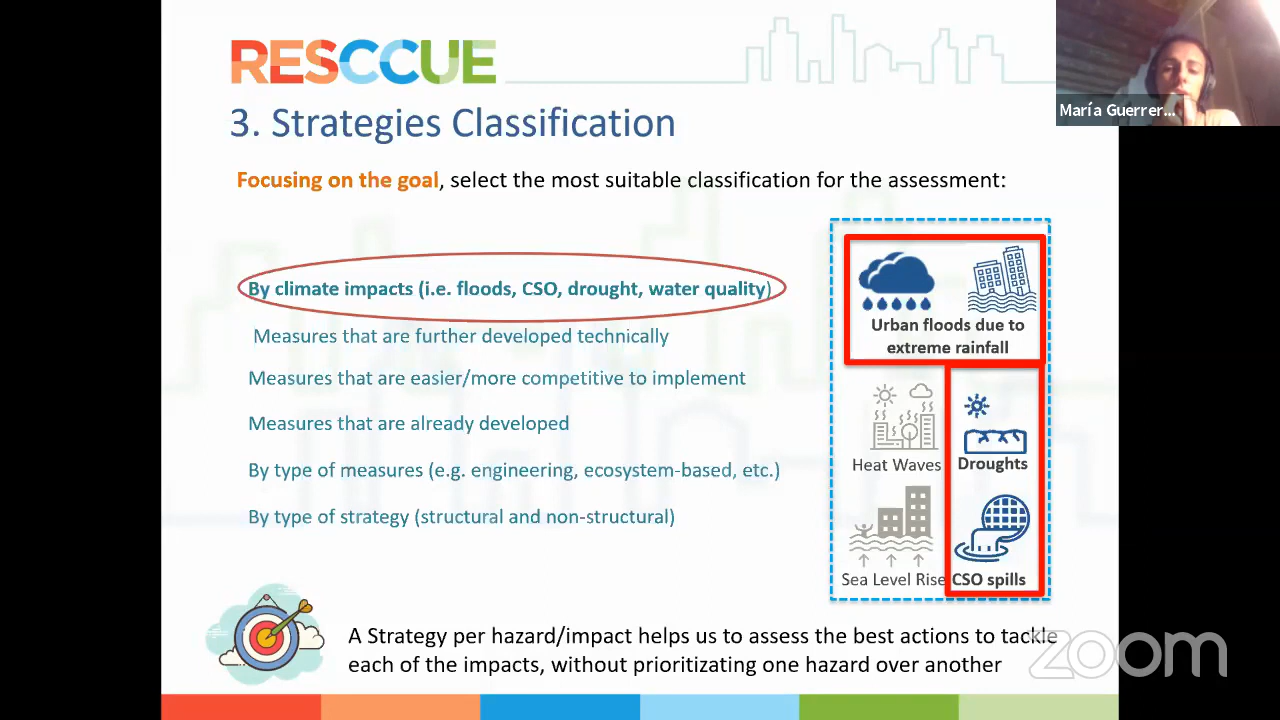 RESCCUE
María Guerrer...
3. Strategies Classification
Focusing on the goal, select the most suitable classification for the assessment:
By climate impacts (i.e. floods, CSO, drought, water quality)
Measures that are further developed technically
Measures that are easier/more competitive to implement
Measures that are already developed
By type of measures (e.g. engineering, ecosystem-based, etc.)
By type of strategy (structural and non-structural)
Urban floods due to
extreme rainfall
Heat Waves
Droughts
Sea Level Rise
CSO spills
A Strategy per hazard/impact helps us to assess the best actions to tackle
each of the impacts, without prioritizating one hazard over another
zoom